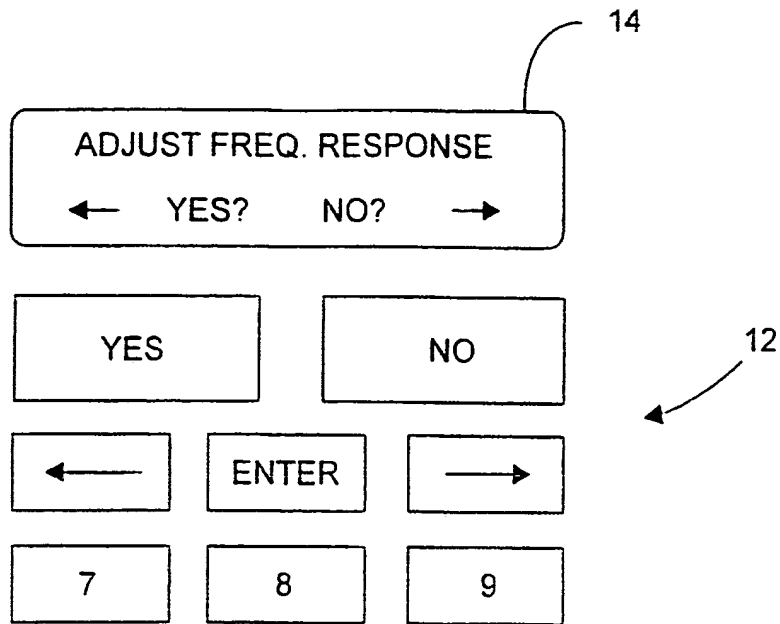 14
ADJUST FREQ. RESPONSE
← YES? NO? →
YES NO
12
← ENTER →
7 8 9